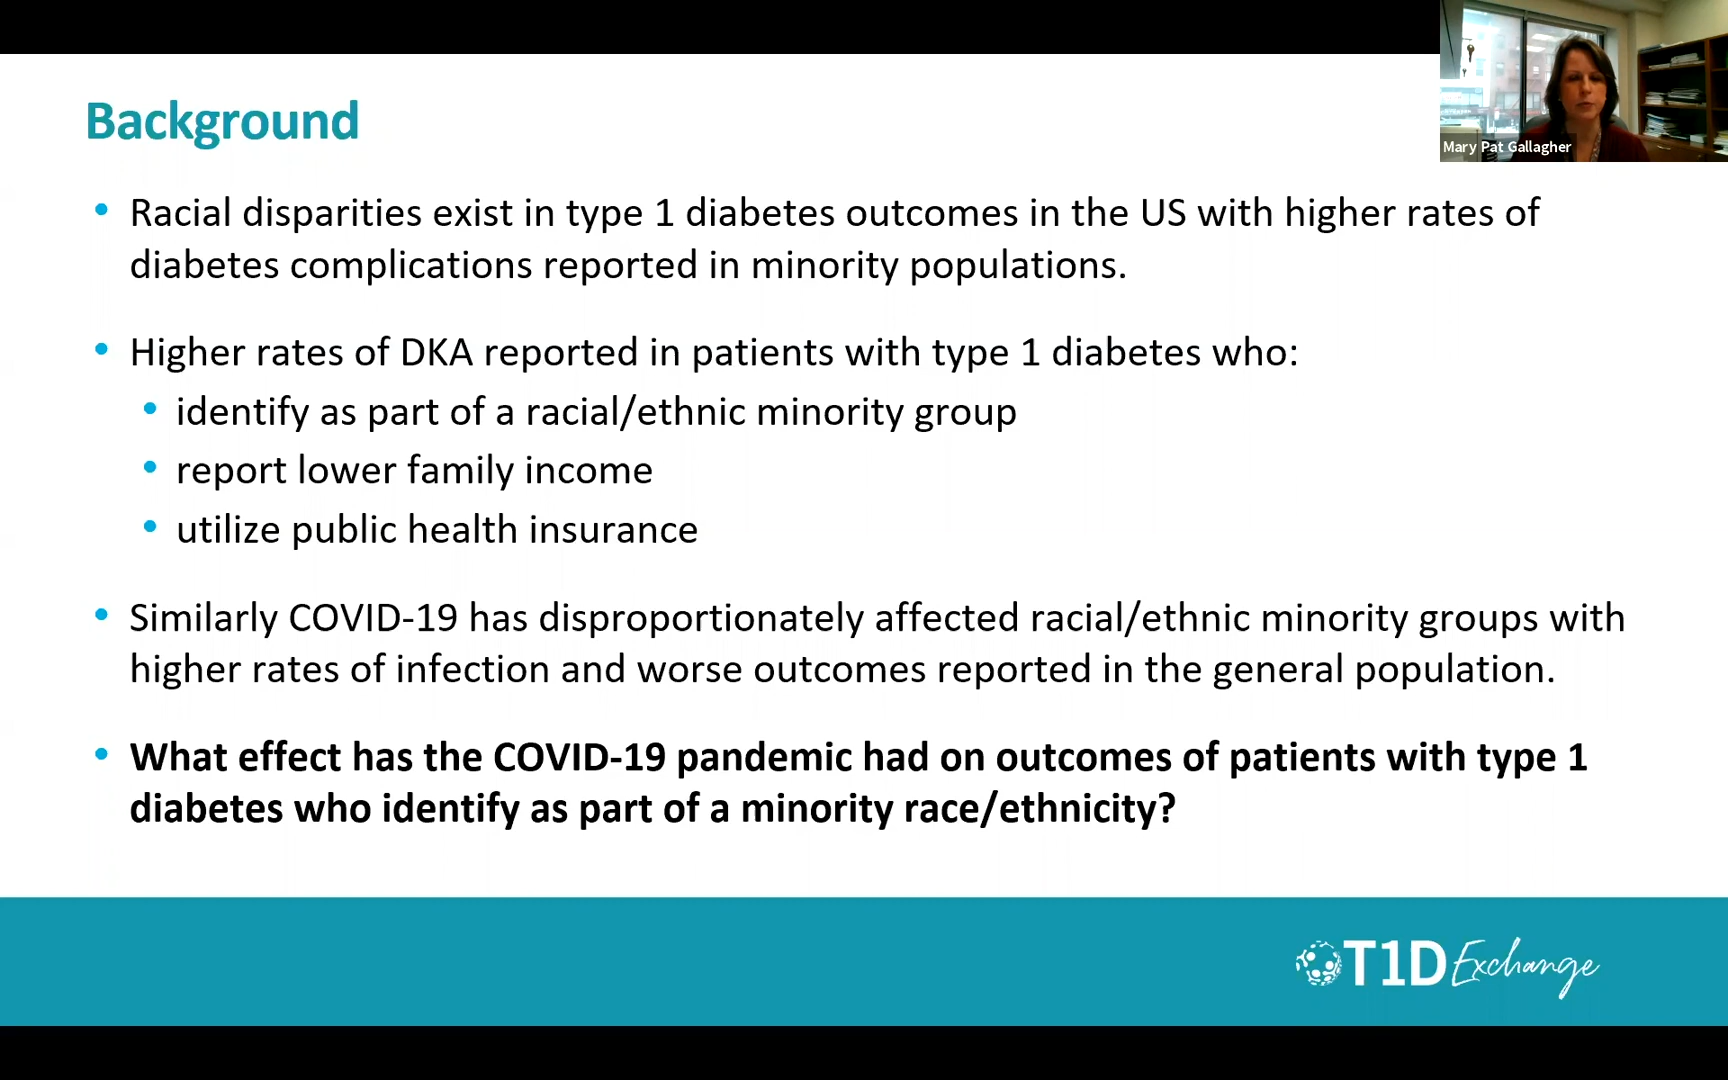 Background
Mary Pat Gallagher
• Racial disparities exist in type 1 diabetes outcomes in the US with higher rates of
diabetes complications reported in minority populations.
• Higher rates of DKA reported in patients with type 1 diabetes who:
• identify as part of a racial/ethnic minority group
• report lower family income
• utilize public health insurance
• Similarly COVID-19 has disproportionately affected racial/ethnic minority groups with
higher rates of infection and worse outcomes reported in the general population.
• What effect has the COVID-19 pandemic had on outcomes of patients with type 1
diabetes who identify as part of a minority race/ethnicity?
T1D Exchange